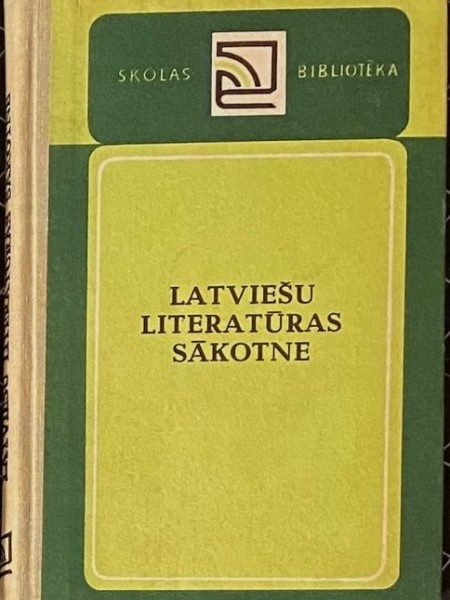 SKOLAS BIBLIOTĒKA
LATVIEŠU
LITERATŪRAS
SĀKOTNE